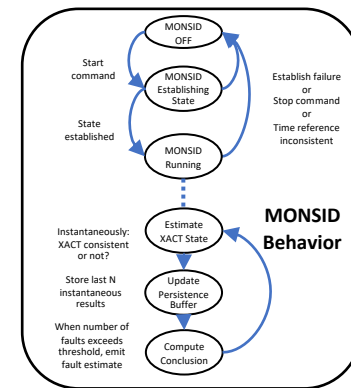 MONSID
OFF
Start
command
MONSID
Establishing
State
Establish failure
or
Stop command
or
Time reference
inconsistent
State
established
MONSID
Running
Estimate
XACT State
MONSID
Behavior
Instantaneously:
XACT consistent
or not?
Store last N
instantaneous
results
Update
Persistence
Buffer
When number of
faults exceeds
threshold, emit
fault estimate
Compute
Conclusion